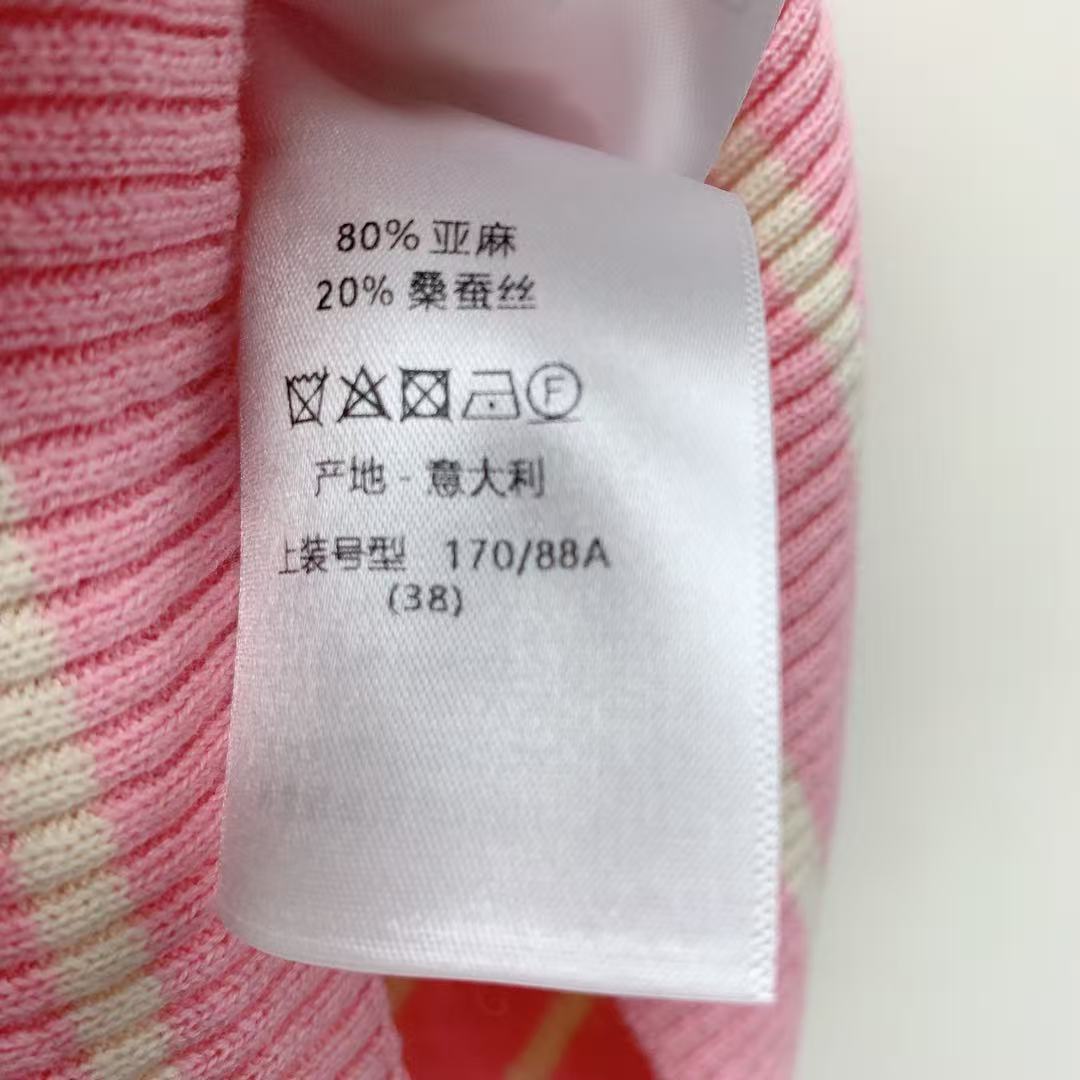 80% 亚麻
20% 桑蚕丝
F
产地 - 意大利
上装号型 170/88A
(38)